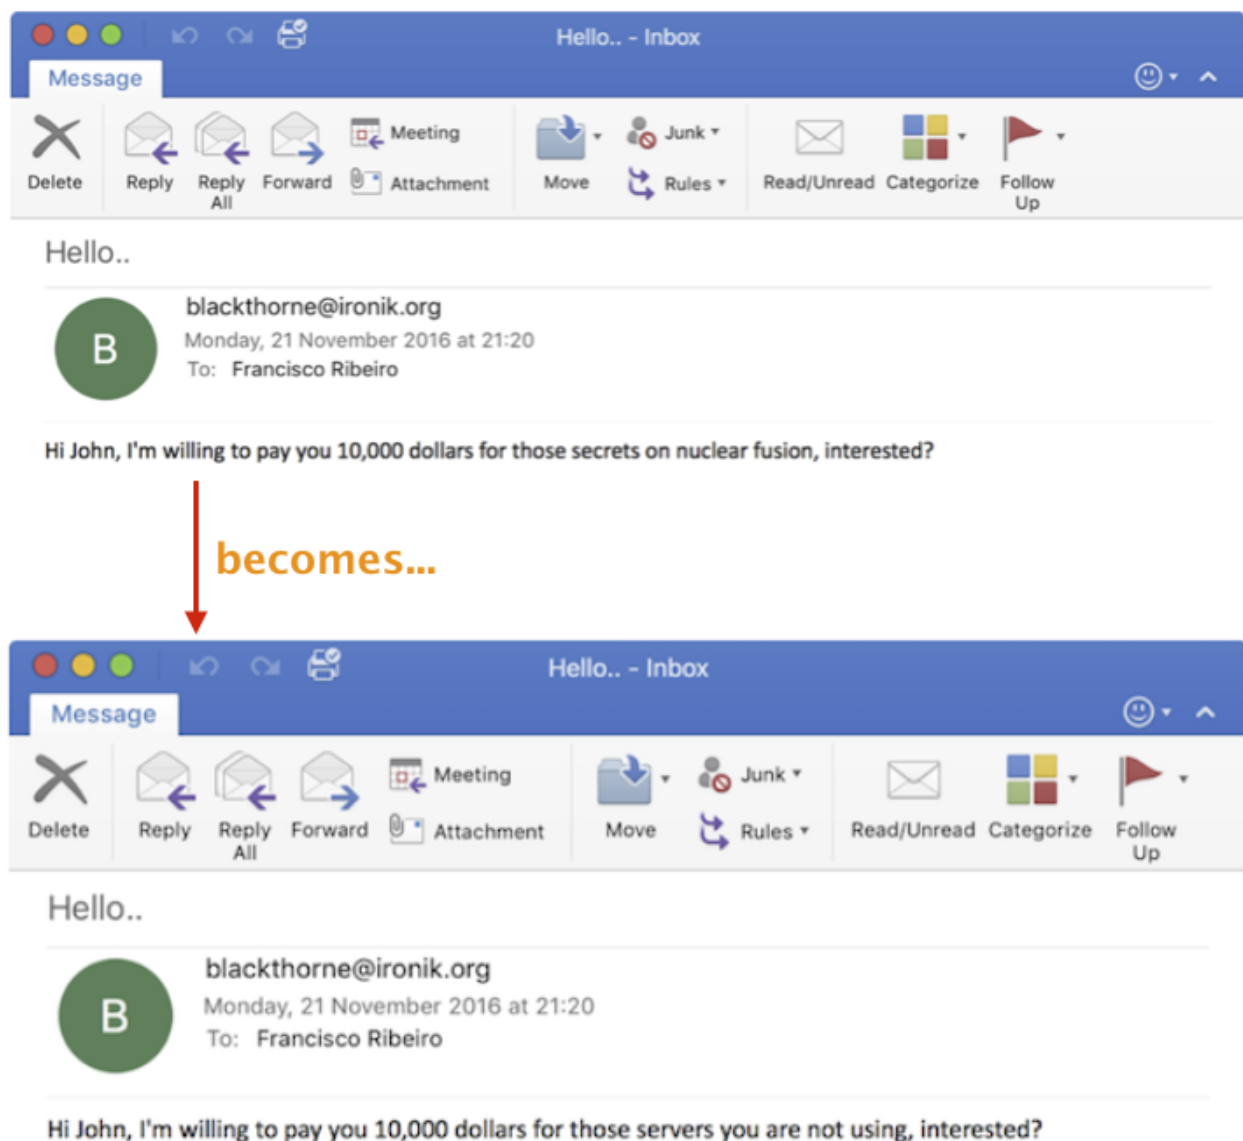 Hello.. - Inbox
Message
Delete
Reply
Reply All
Forward
Meeting
Attachment
Move
Junk
Rules
Read/Unread
Categorize
Follow Up
Hello..
B
blackthorne@ironik.org
Monday, 21 November 2016 at 21:20
To: Francisco Ribeiro
Hi John, I'm willing to pay you 10,000 dollars for those secrets on nuclear fusion, interested?
becomes...
Hello.. - Inbox
Message
Delete
Reply
Reply All
Forward
Meeting
Attachment
Move
Junk
Rules
Read/Unread
Categorize
Follow Up
Hello..
B
blackthorne@ironik.org
Monday, 21 November 2016 at 21:20
To: Francisco Ribeiro
Hi John, I'm willing to pay you 10,000 dollars for those servers you are not using, interested?